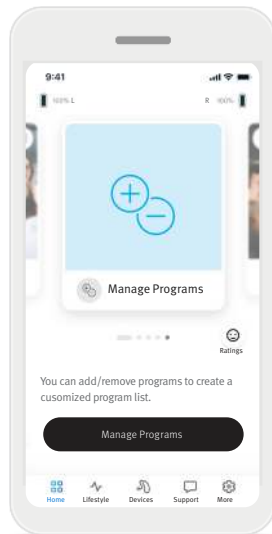 9:41
100% L R 100%
Manage Programs
Ratings
You can add/remove programs to create a
cusomized program list.
Manage Programs
Home Lifestyle Devices Support More